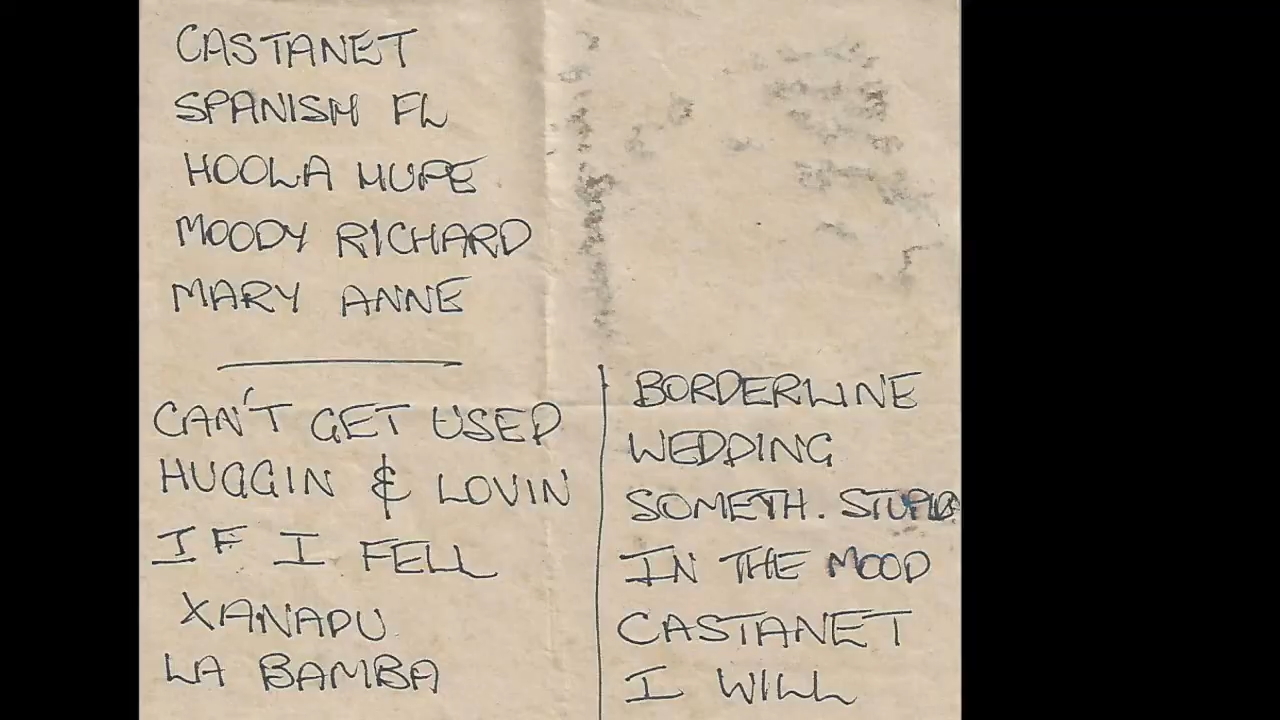 CASTANET
SPANISH FL
HOOLA HUPE
MOODY RICHARD
MARY ANNE
CAN'T GET USED
HUGGIN & LOVIN
IF I FELL
XANADU
LA BAMBA
BORDERLINE
WEDDING
SOMETH. STUPID
IN THE MOOD
CASTANET
I WILL